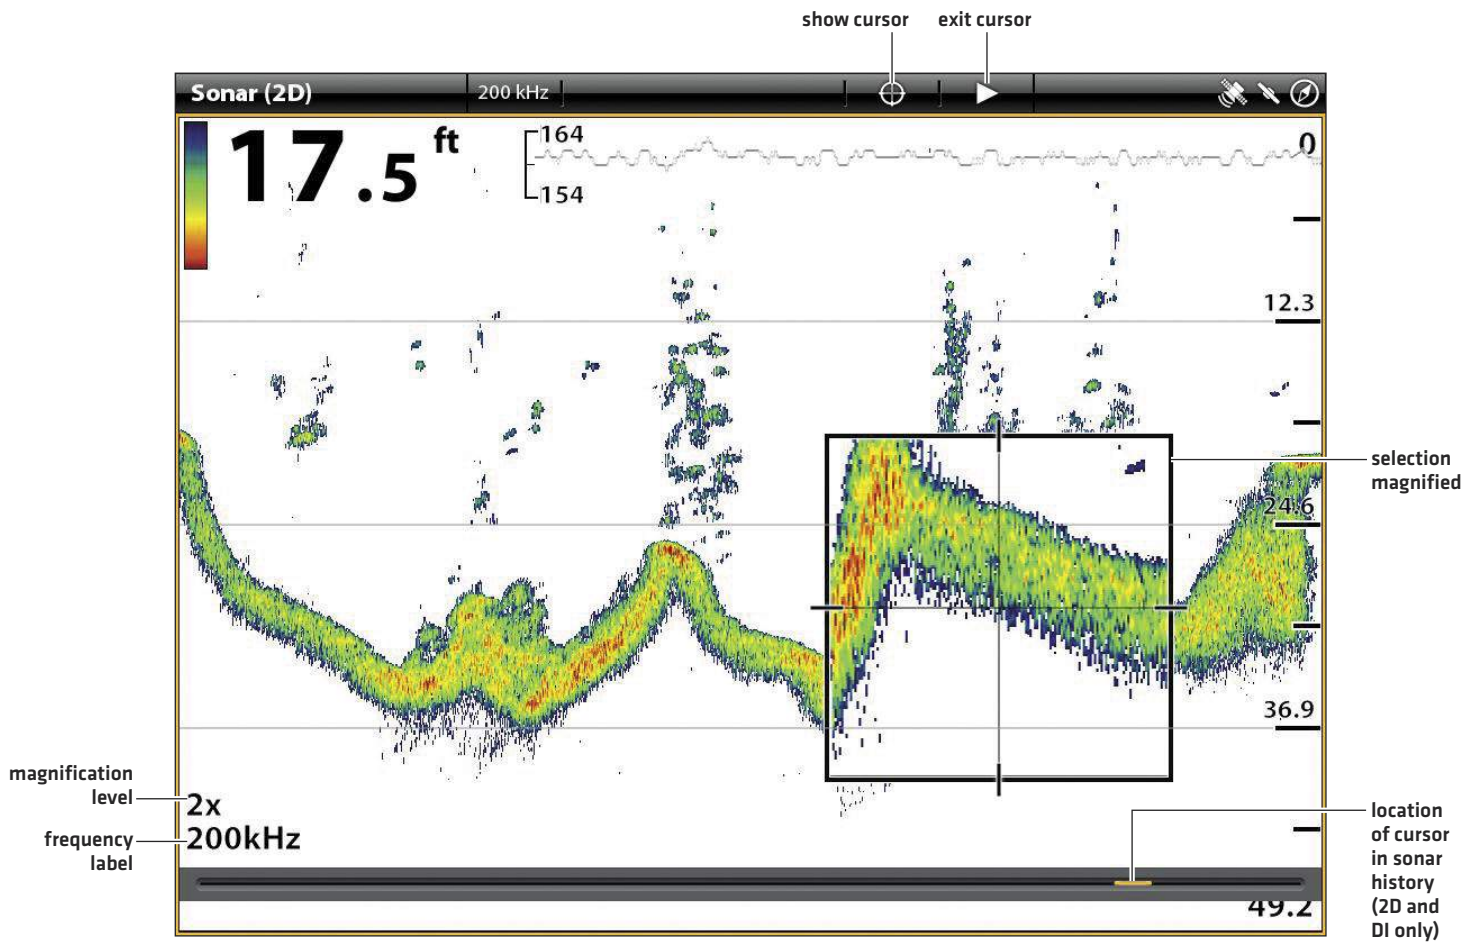 show cursor
exit cursor
Sonar (2D)
200 kHz
17.5 ft
164
154
0
12.3
selection
magnified
24.6
36.9
magnification
level
2x
frequency
label
200kHz
location
of cursor
in sonar
history
(2D and
DI only)
49.2